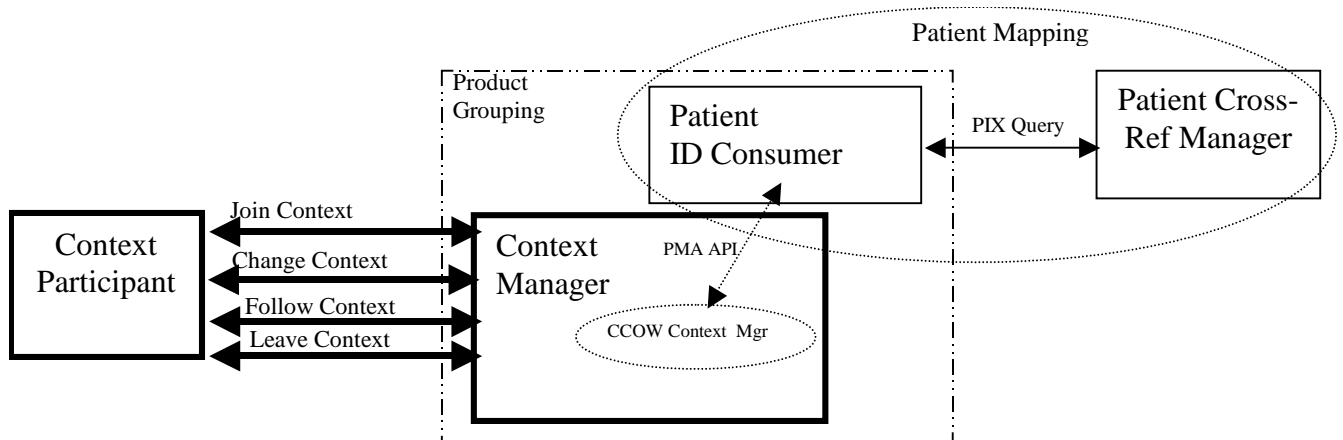 Patient Mapping
Product
Grouping
Patient
ID Consumer
PIX Query
Patient Cross-
Ref Manager
Join Context
Change Context
Follow Context
Leave Context
Context
Participant
Context
Manager
PMA API
CCOW Context Mgr